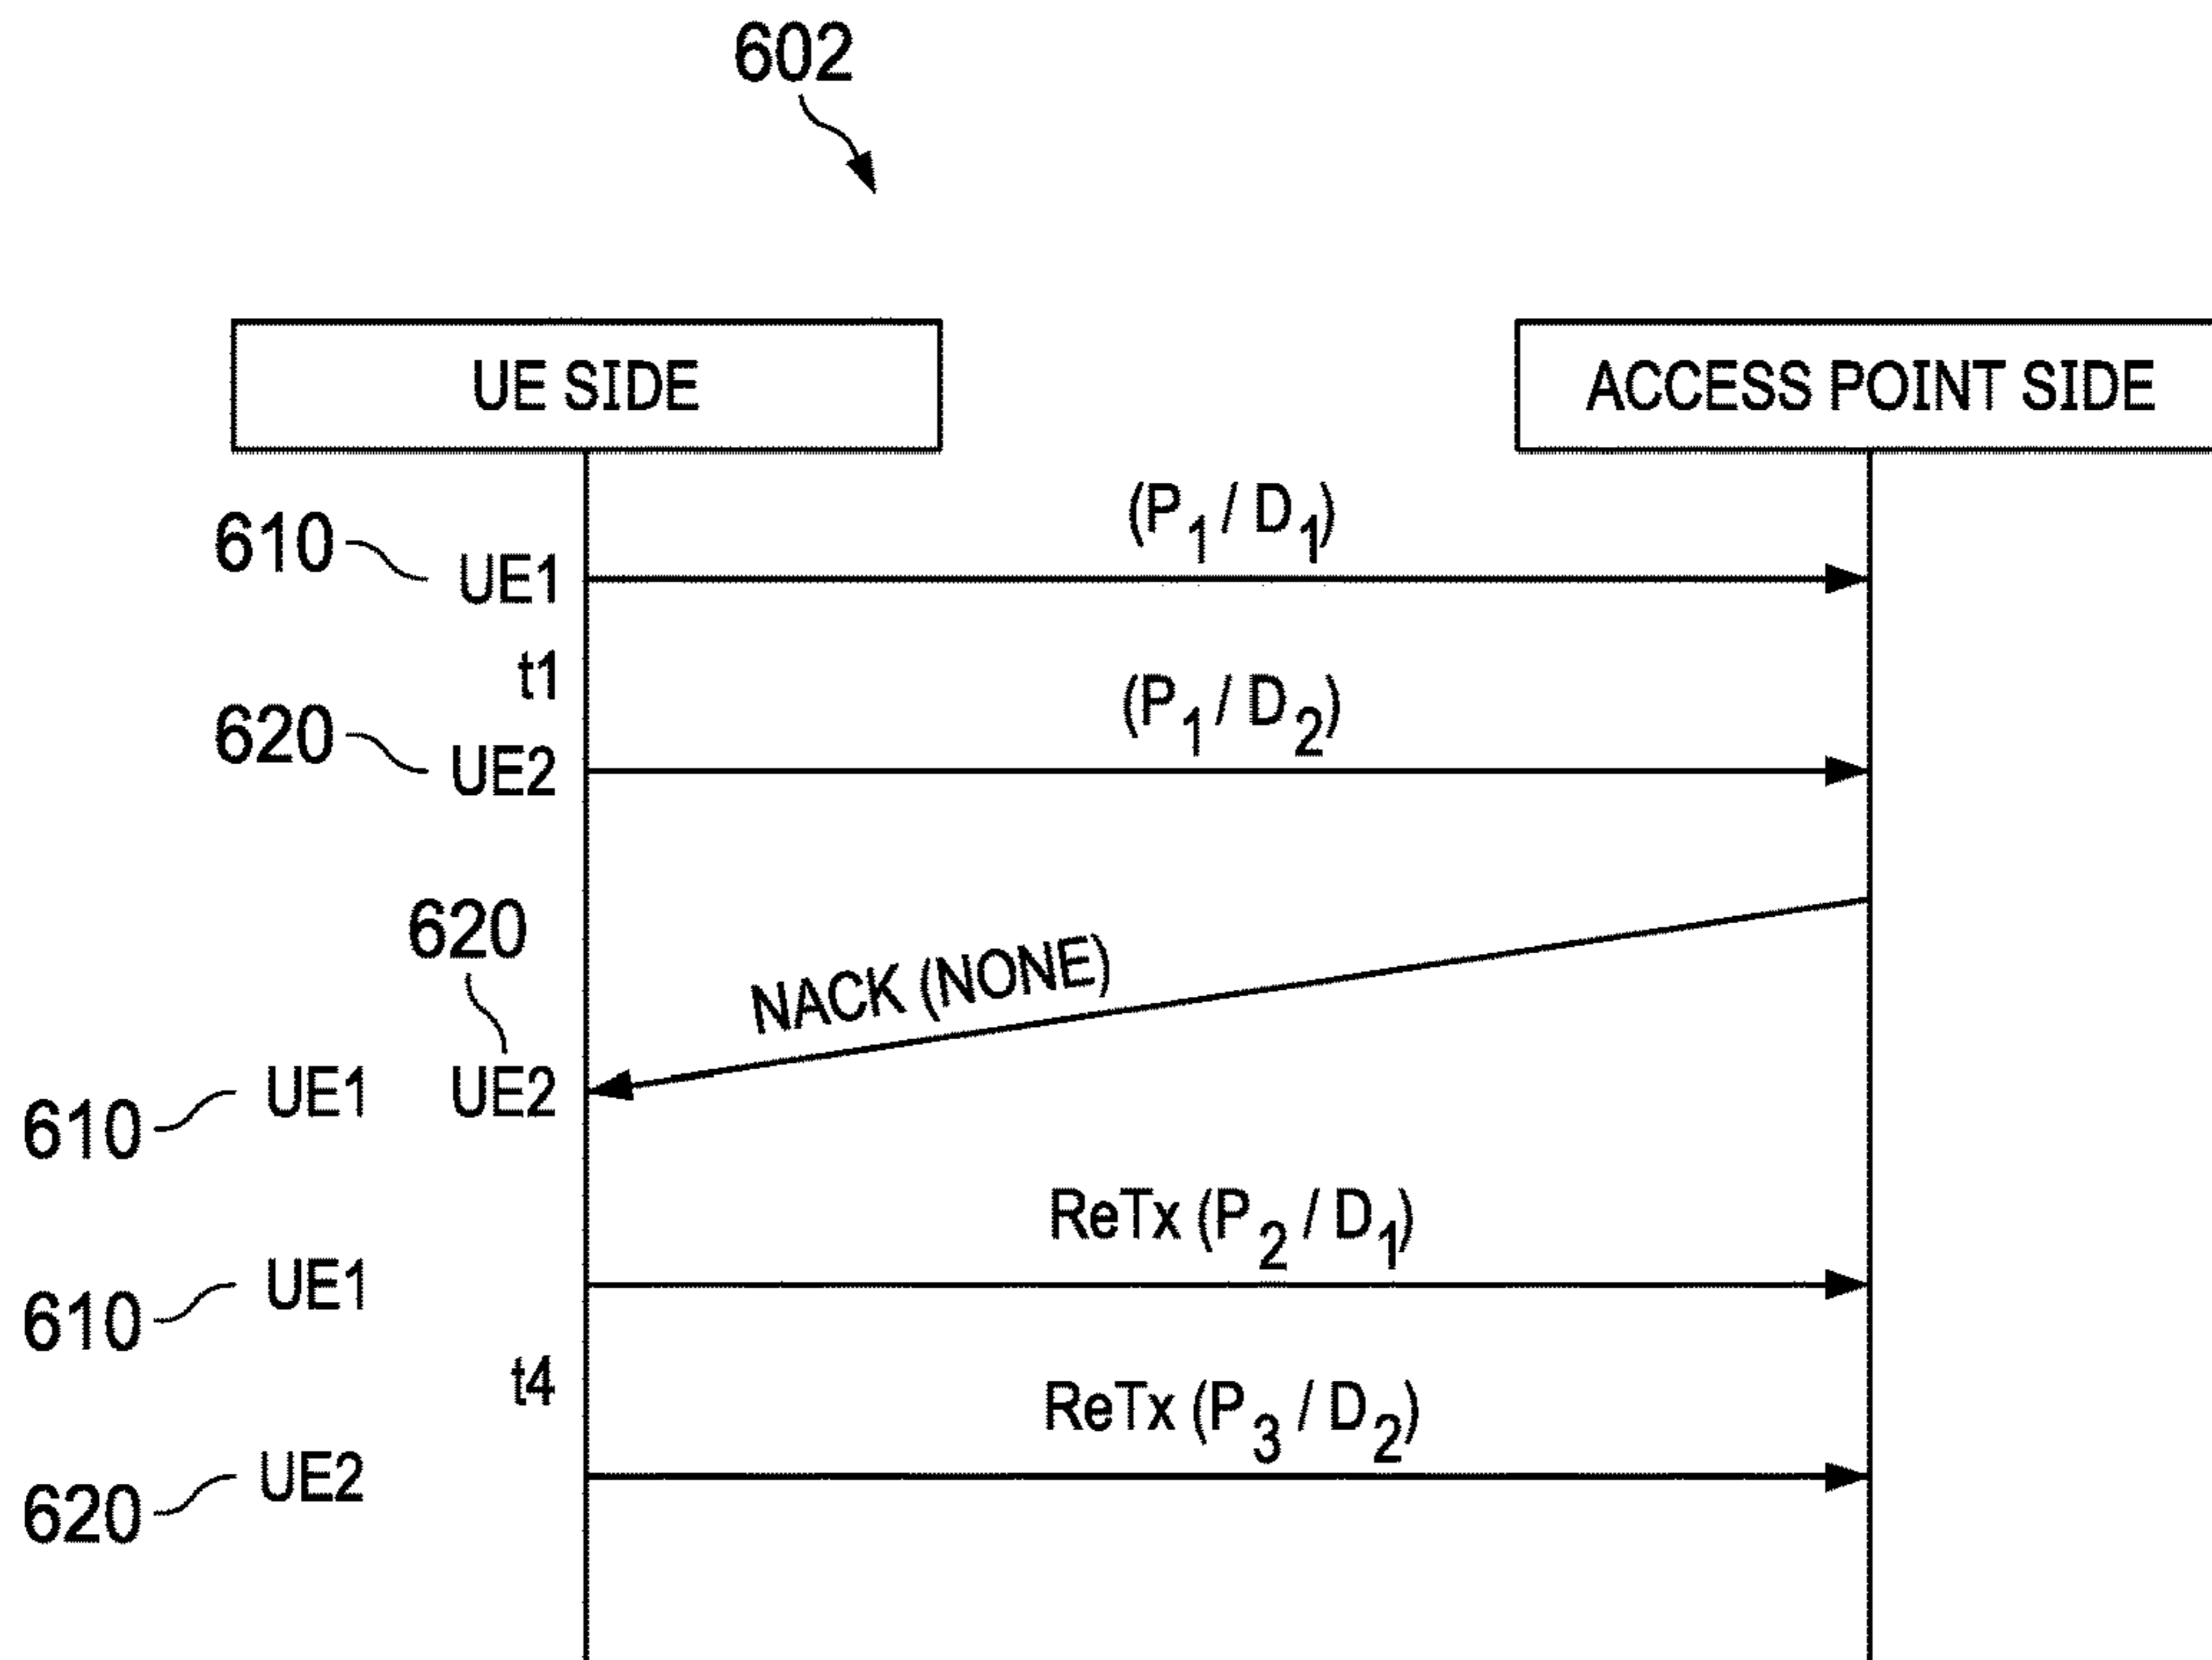 602
UE SIDE
ACCESS POINT SIDE
(P1 / D1)
610
UE1
t1
(P1 / D2)
620
UE2
620
NACK (NONE)
UE1 UE2
610
ReTx (P2 / D1)
UE1
610
t4
ReTx (P3 / D2)
UE2
620